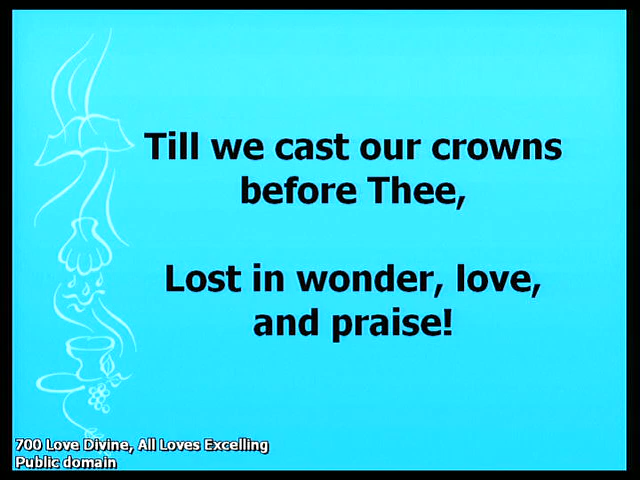 Till we cast our crowns
before Thee,
Lost in wonder, love,
and praise!
700 Love Divine, All Loves Excelling
Public domain